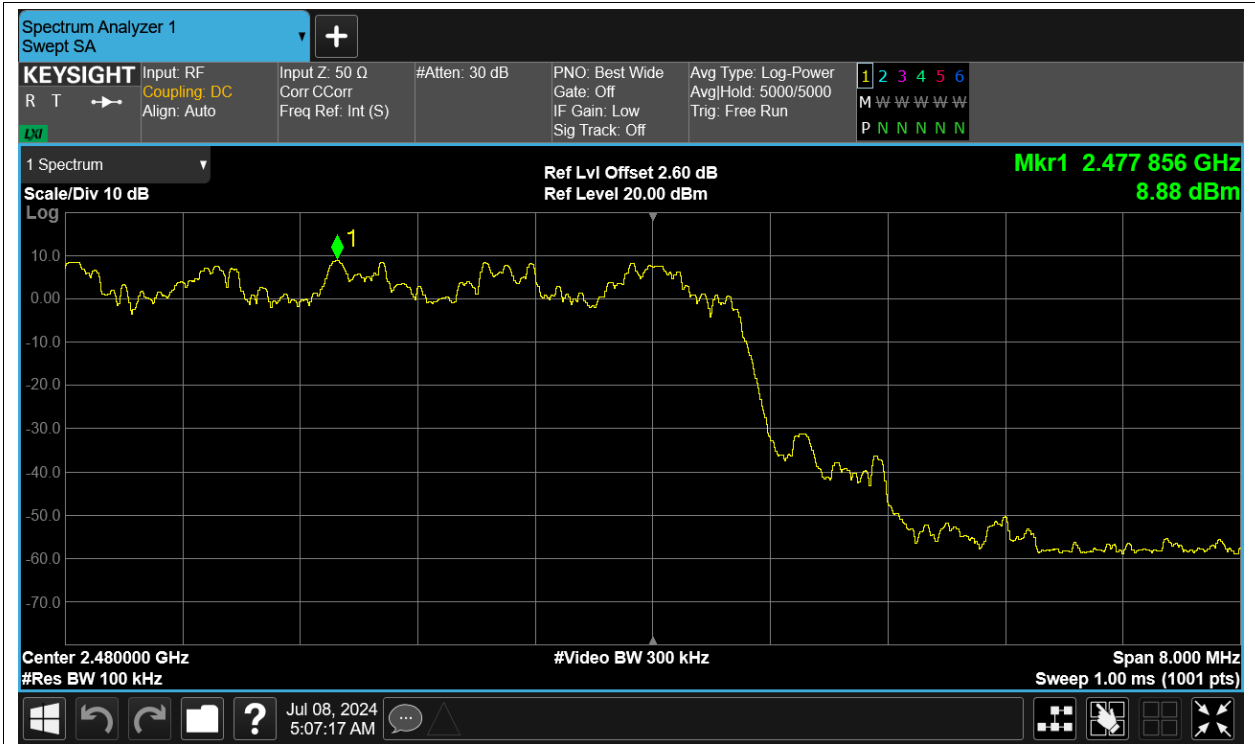 Spectrum Analyzer 1
Swept SA
KEYSIGHT
R T
LXI
Input: RF
Coupling: DC
Align: Auto
Input Z: 50 Ω
Corr CCorr
Freq Ref: Int (S)
#Atten: 30 dB
PNO: Best Wide
Gate: Off
IF Gain: Low
Sig Track: Off
Avg Type: Log-Power
Avg|Hold: 5000/5000
Trig: Free Run
1 2 3 4 5 6
M W W W W W
P N N N N N
1 Spectrum
Scale/Div 10 dB
Log
Ref Lvl Offset 2.60 dB
Ref Level 20.00 dBm
Mkr1 2.477 856 GHz
8.88 dBm
1
10.0
0.00
-10.0
-20.0
-30.0
-40.0
-50.0
-60.0
-70.0
Center 2.480000 GHz
#Res BW 100 kHz
#Video BW 300 kHz
Span 8.000 MHz
Sweep 1.00 ms (1001 pts)
?
Jul 08, 2024
5:07:17 AM